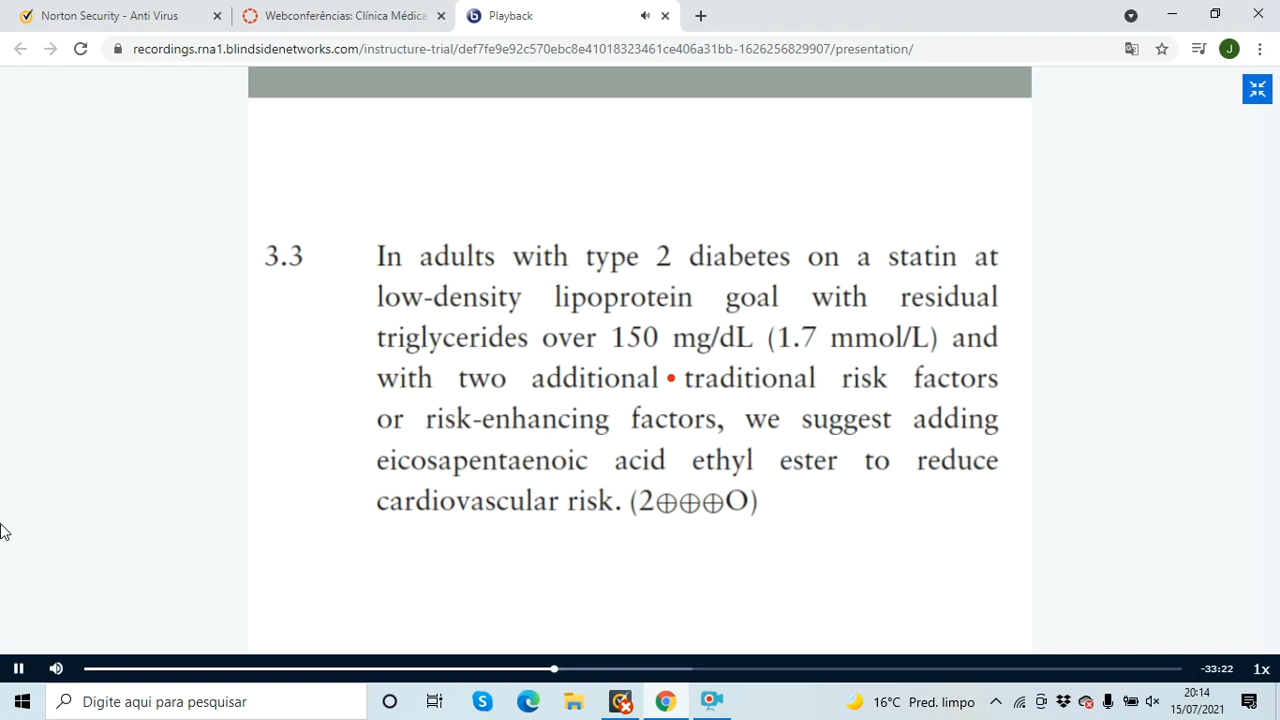 Norton Security - Anti Virus
Webconferências: Clínica Médica
Playback
recordings.rna1.blindsidenetworks.com/instructure-trial/def7fe9e92c570ebc8e41018323461ce406a31bb-1626256829907/presentation/
J
3.3 In adults with type 2 diabetes on a statin at
low-density lipoprotein goal with residual
triglycerides over 150 mg/dL (1.7 mmol/L) and
with two additional traditional risk factors
or risk-enhancing factors, we suggest adding
eicosapentaenoic acid ethyl ester to reduce
cardiovascular risk. (2⊕⊕⊕O)
-33:22 1x
Digite aqui para pesquisar
16°C Pred. limpo
20:14
15/07/2021